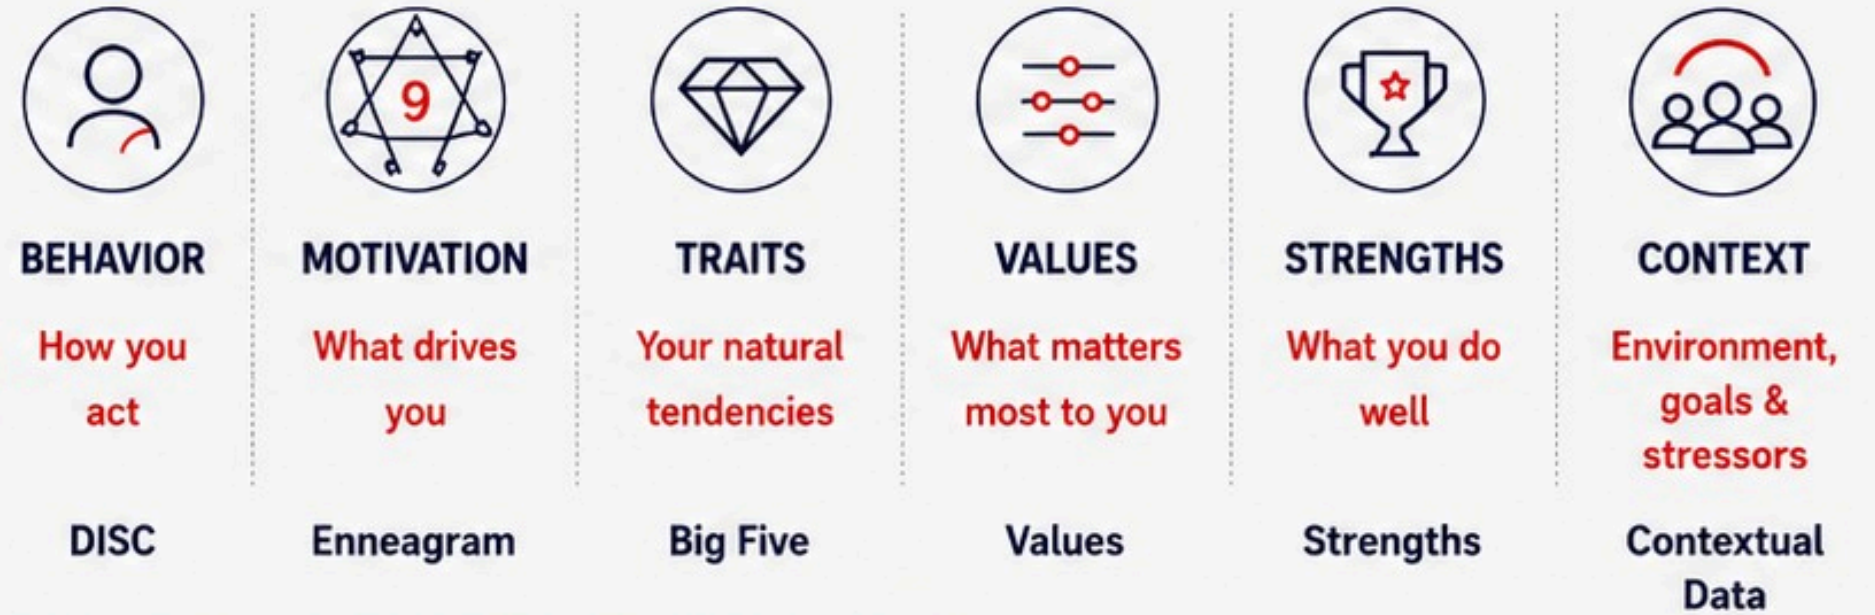 9
BEHAVIOR
How you
act
DISC
MOTIVATION
What drives
you
Enneagram
TRAITS
Your natural
tendencies
Big Five
VALUES
What matters
most to you
Values
STRENGTHS
What you do
well
Strengths
CONTEXT
Environment,
goals &
stressors
Contextual
Data